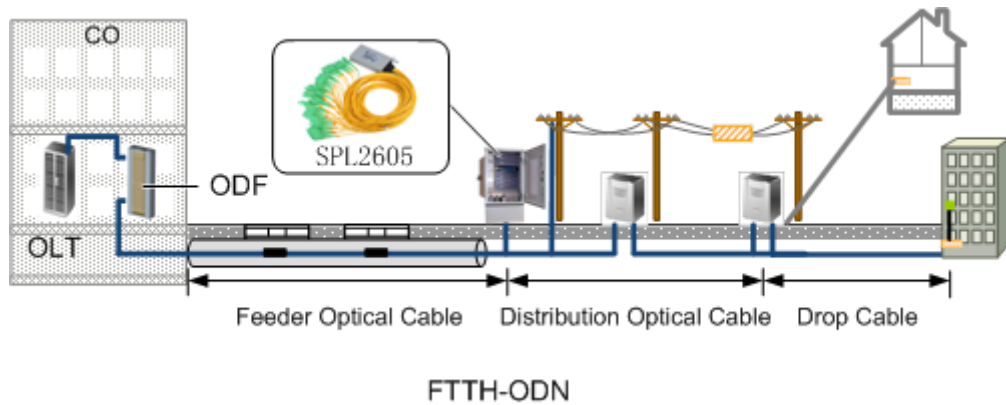 CO
SPL2605
ODF
OLT
Feeder Optical Cable
Distribution Optical Cable
Drop Cable
FTTH-ODN